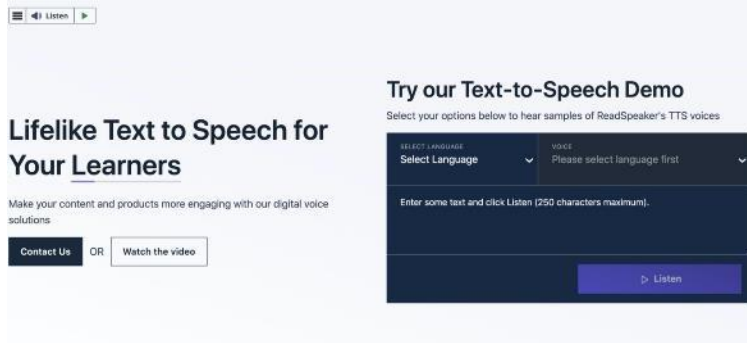 Listen
Lifelike Text to Speech for
Your Learners
Make your content and products more engaging with our digital voice
solutions
Contact Us OR Watch the video
Try our Text-to-Speech Demo
Select your options below to hear samples of ReadSpeaker's TTS voices
SELECT LANGUAGE
Select Language
VOICE
Please select language first
Enter some text and click Listen (250 characters maximum).
Listen